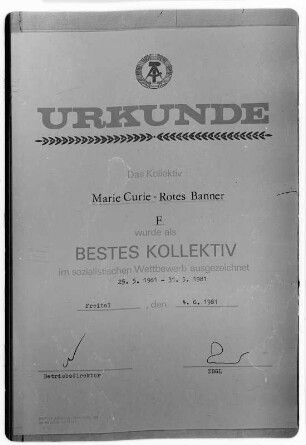 URKUNDE
Das Kollektiv
Marie Curie - Rotes Banner
F
wurde als
BESTES KOLLEKTIV
im sozialistischen Wettbewerb ausgezeichnet
25. 5. 1981 - 31. 5. 1981
Freital , den 4. 6. 1981
Betriebsdirektor ZBGL